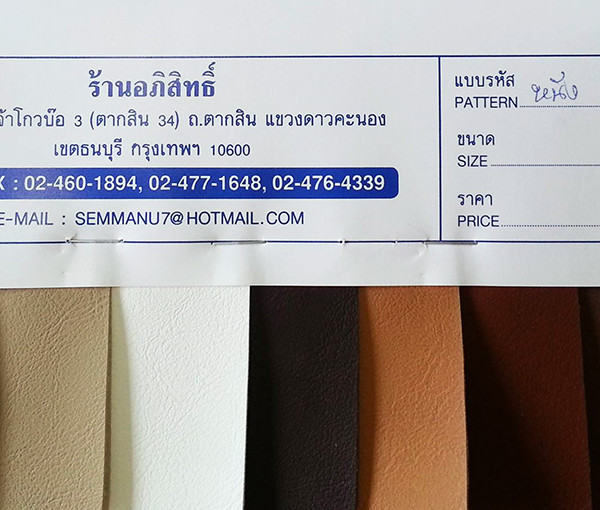 ร้านอภิสิทธิ์
จ้าโกวบ๊อ 3 (ตากสิน 34) ถ.ตากสิน แขวงดาวคะนอง
เขตธนบุรี กรุงเทพฯ 10600
X : 02-460-1894, 02-477-1648, 02-476-4339
E-MAIL : SEMMANU7@HOTMAIL.COM
แบบรหัส
PATTERN หนัง
ขนาด
SIZE
ราคา
PRICE